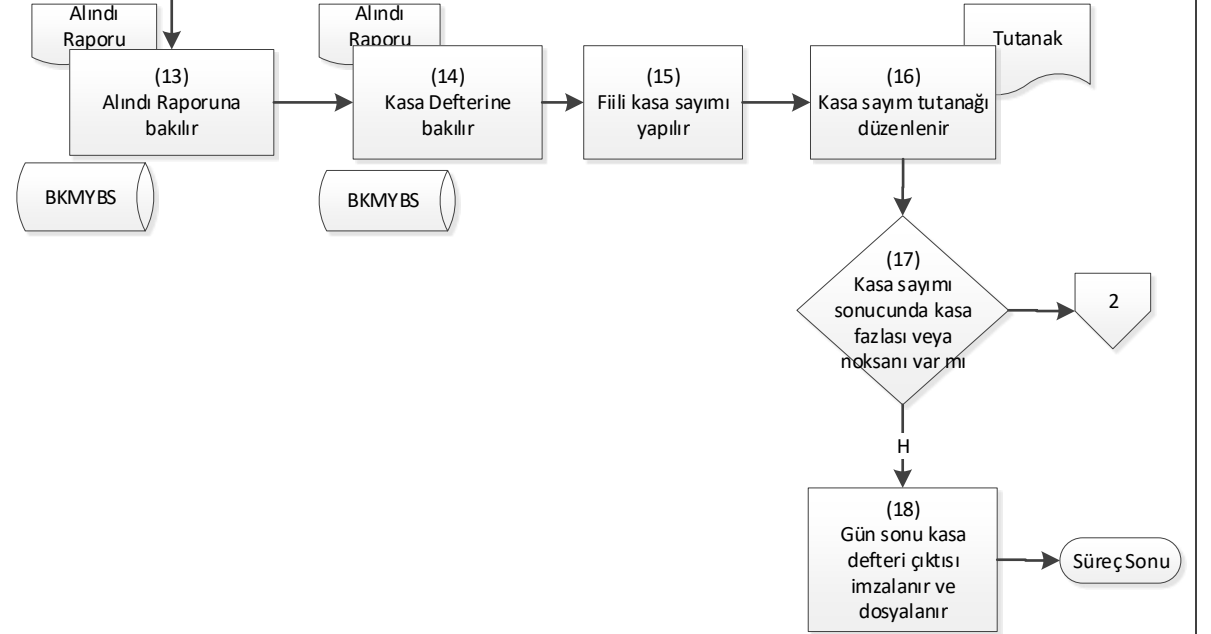 Alındı
Raporu
(13)
Alındı Raporuna
bakılır
BKMYBS
Alındı
Raporu
(14)
Kasa Defterine
bakılır
BKMYBS
(15)
Fiili kasa sayımı
yapılır
Tutanak
(16)
Kasa sayım tutanağı
düzenlenir
(17)
Kasa sayımı
sonucunda kasa
fazlası veya
noksanı var mı
2
H
(18)
Gün sonu kasa
defteri çıktısı
imzalanır ve
dosyalanır
Süreç Sonu